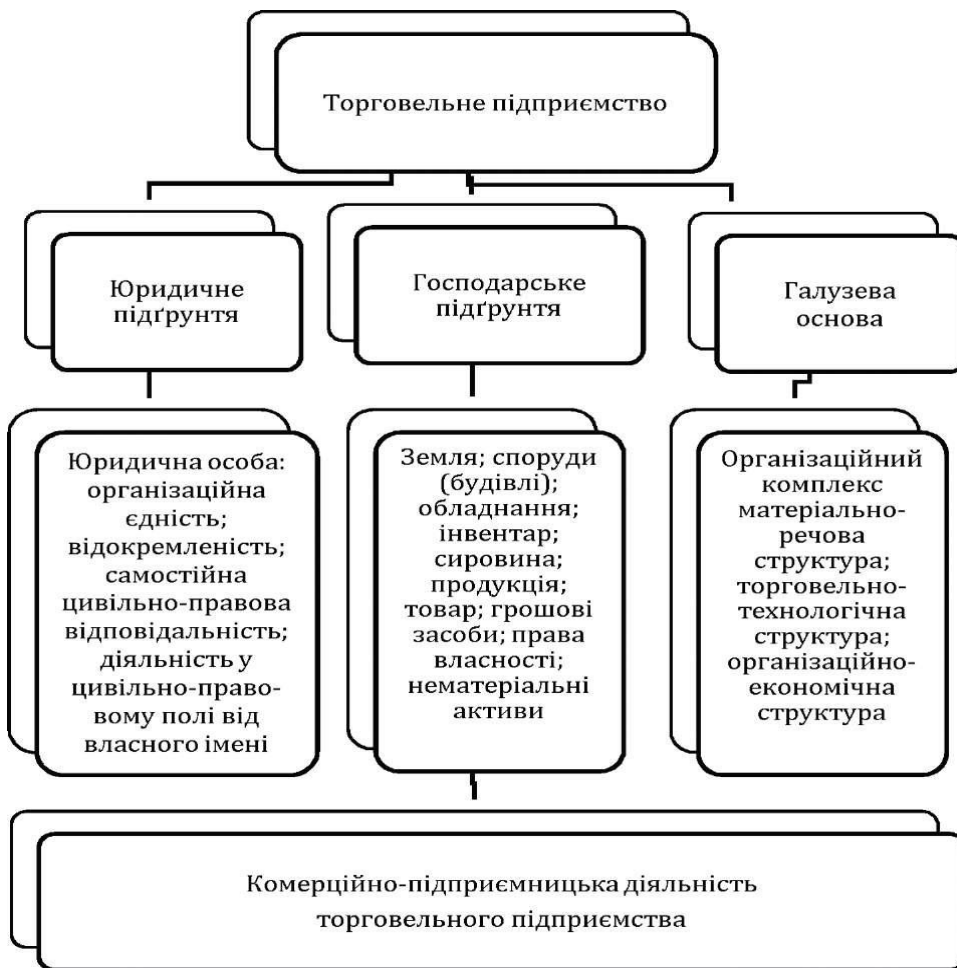 Торговельне підприємство
Юридичне
підґрунтя
Господарське
підґрунтя
Галузева
основа
Юридична особа:
організаційна
єдність;
відокремленість;
самостійна
цивільно-правова
відповідальність;
діяльність у
цивільно-право-
вому полі від
власного імені
Земля; споруди
(будівлі);
обладнання;
інвентар;
сировина;
продукція;
товар; грошові
засоби; права
власності;
нематеріальні
активи
Організаційний
комплекс
матеріально-
речова
структура;
торговельно-
технологічна
структура;
організаційно-
економічна
структура
Комерційно-підприємницька діяльність
торговельного підприємства